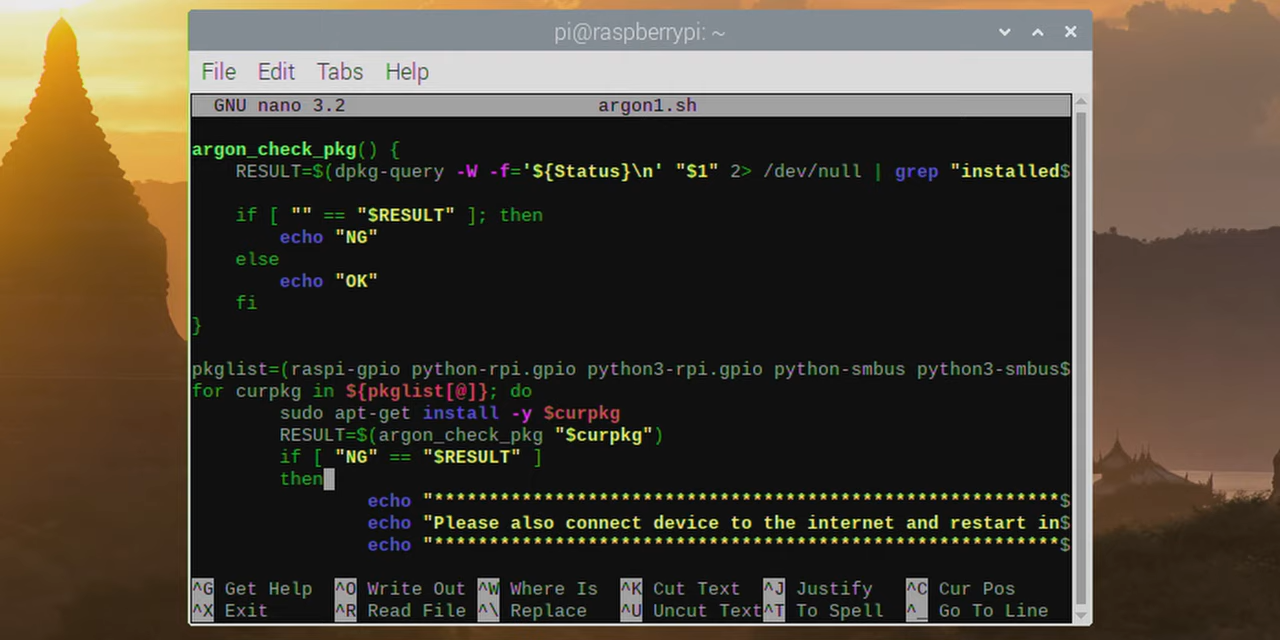 pi@raspberrypi: ~
File Edit Tabs Help
GNU nano 3.2 argon1.sh
argon_check_pkg() {
    RESULT=$(dpkg-query -W -f='${Status}\n' "$1" 2> /dev/null | grep "installed$
    if [ "" == "$RESULT" ]; then
        echo "NG"
    else
        echo "OK"
    fi
}
pkglist=(raspi-gpio python-rpi.gpio python3-rpi.gpio python-smbus python3-smbus$
for curpkg in ${pkglist[@]}; do
        sudo apt-get install -y $curpkg
        RESULT=$(argon_check_pkg "$curpkg")
        if [ "NG" == "$RESULT" ]
        then
                echo "**********************************************************$
                echo "Please also connect device to the internet and restart in$
                echo "**********************************************************$
^G Get Help ^O Write Out ^W Where Is ^K Cut Text ^J Justify ^C Cur Pos
^X Exit ^R Read File ^\ Replace ^U Uncut Text ^T To Spell ^_ Go To Line